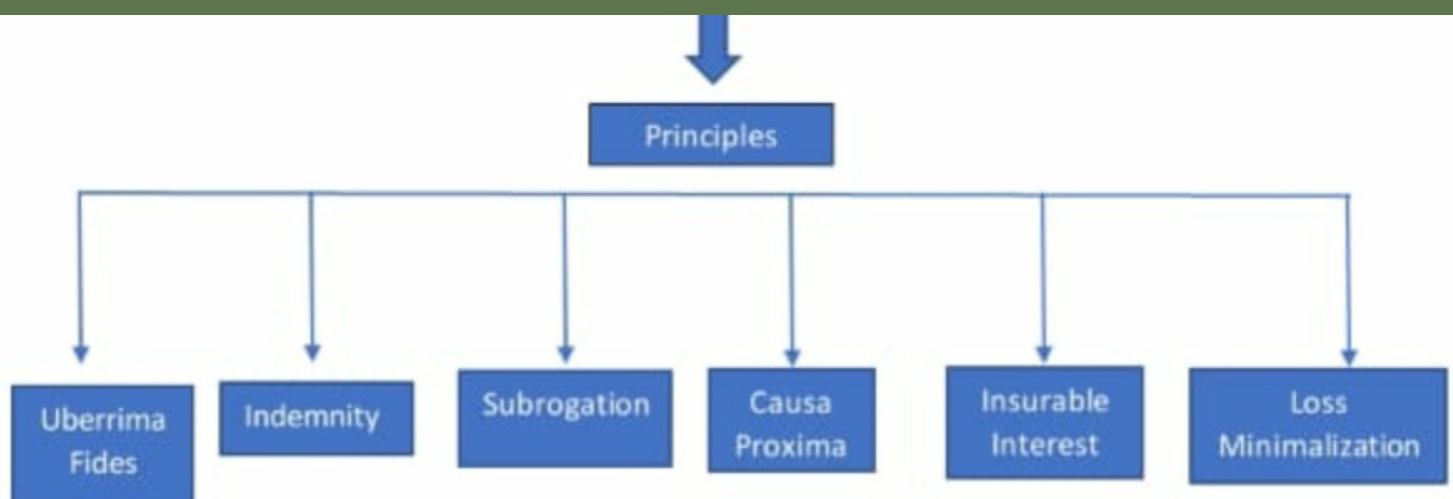 Principles
Uberrima
Fides
Indemnity
Subrogation
Causa
Proxima
Insurable
Interest
Loss
Minimalization